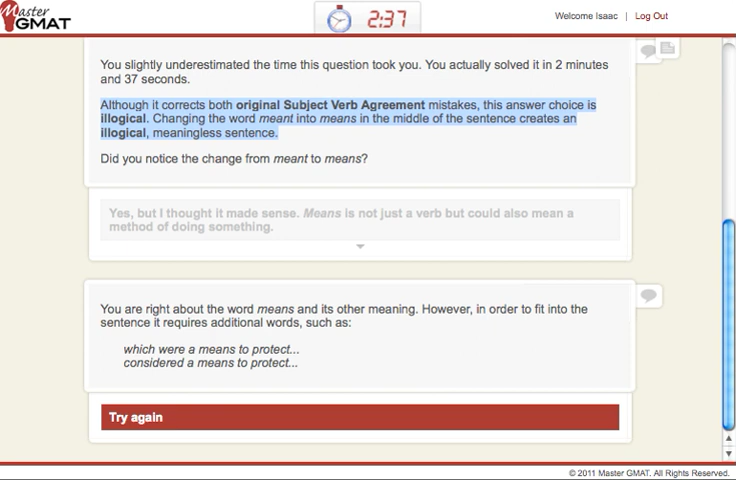 Master
GMAT
2:37
Welcome Isaac | Log Out
You slightly underestimated the time this question took you. You actually solved it in 2 minutes
and 37 seconds.
Although it corrects both original Subject Verb Agreement mistakes, this answer choice is
illogical. Changing the word meant into means in the middle of the sentence creates an
illogical, meaningless sentence.
Did you notice the change from meant to means?
Yes, but I thought it made sense. Means is not just a verb but could also mean a
method of doing something.
You are right about the word means and its other meaning. However, in order to fit into the
sentence it requires additional words, such as:
which were a means to protect...
considered a means to protect...
Try again
© 2011 Master GMAT. All Rights Reserved.